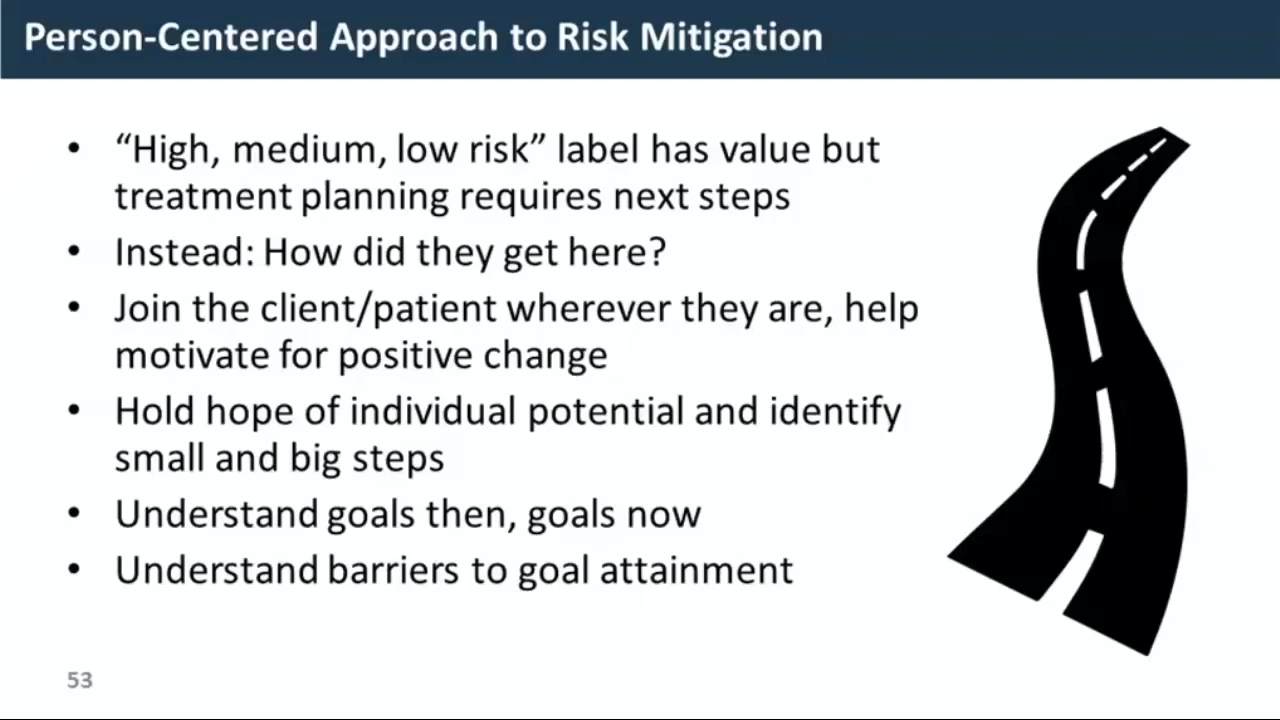 Person-Centered Approach to Risk Mitigation
• “High, medium, low risk” label has value but
treatment planning requires next steps
• Instead: How did they get here?
• Join the client/patient wherever they are, help
motivate for positive change
• Hold hope of individual potential and identify
small and big steps
• Understand goals then, goals now
• Understand barriers to goal attainment
53